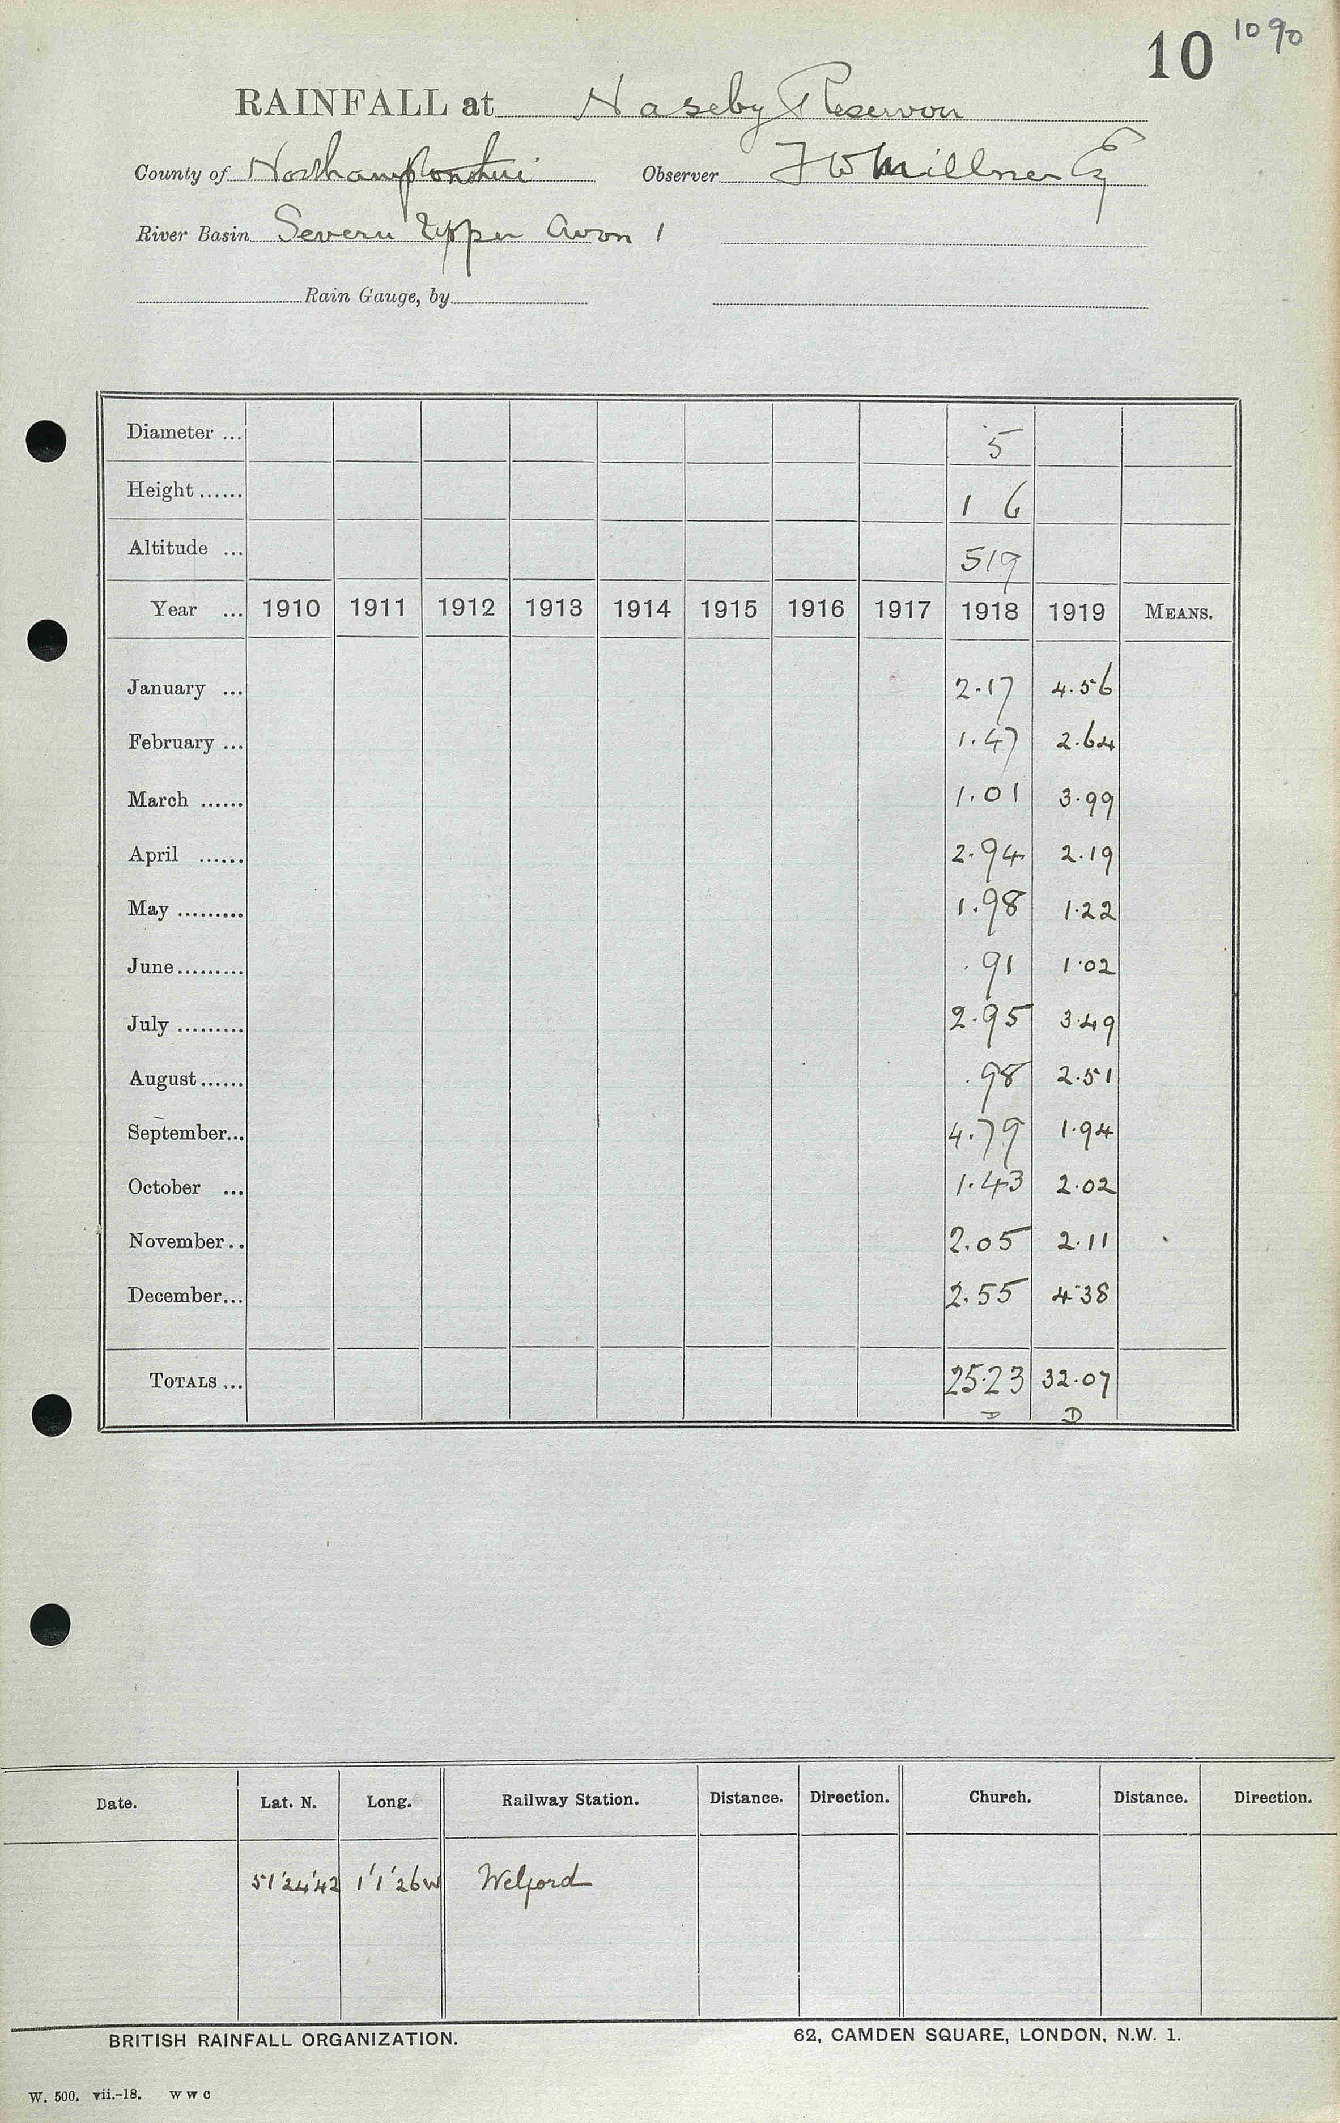 10 1090
RAINFALL at Naseby Reservoir
County of Northamptonshire Observer F W Millner Esq
River Basin Severn Upper Avon 1
Rain Gauge, by
Diameter ... 5
Height ...... 1 6
Altitude ... 519
Year ... 1910 1911 1912 1913 1914 1915 1916 1917 1918 1919 MEANS.
January ... 2.17 4.56
February ... 1.47 2.64
March ...... 1.01 3.99
April ...... 2.94 2.19
May ......... 1.98 1.22
June......... .91 1.02
July ......... 2.95 3.49
August...... .98 2.51
September... 4.79 1.94
October ... 1.43 2.02
November.. 2.05 2.11
December... 2.55 4.38
TOTALS ... 25.23 32.07
D D
Date. Lat. N. Long. Railway Station. Distance. Direction. Church. Distance. Direction.
51'24'42 1'1'26W Welford
BRITISH RAINFALL ORGANIZATION. 62, CAMDEN SQUARE, LONDON, N.W. 1.
W. 500. vii.-18. W W C